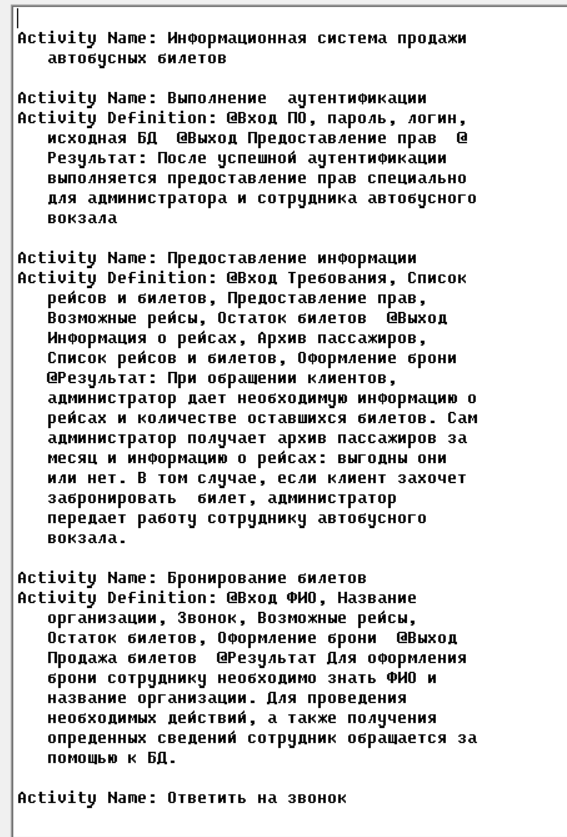 Activity Name: Информационная система продажи
автобусных билетов
Activity Name: Выполнение аутентификации
Activity Definition: @Вход ПО, пароль, логин,
исходная БД @Выход Предоставление прав @
Результат: После успешной аутентификации
выполняется предоставление прав специально
для администратора и сотрудника автобусного
вокзала
Activity Name: Предоставление информации
Activity Definition: @Вход Требования, Список
рейсов и билетов, Предоставление прав,
Возможные рейсы, Остаток билетов @Выход
Информация о рейсах, Архив пассажиров,
Список рейсов и билетов, Оформление брони
@Результат: При обращении клиентов,
администратор дает необходимую информацию о
рейсах и количестве оставшихся билетов. Сам
администратор получает архив пассажиров за
месяц и информацию о рейсах: выгодны они
или нет. В том случае, если клиент захочет
забронировать билет, администратор
передает работу сотруднику автобусного
вокзала.
Activity Name: Бронирование билетов
Activity Definition: @Вход ФИО, Название
организации, Звонок, Возможные рейсы,
Остаток билетов, Оформление брони @Выход
Продажа билетов @Результат Для оформления
брони сотруднику необходимо знать ФИО и
название организации. Для проведения
необходимых действий, а также получения
опреденных сведений сотрудник обращается за
помощью к БД.
Activity Name: Ответить на звонок